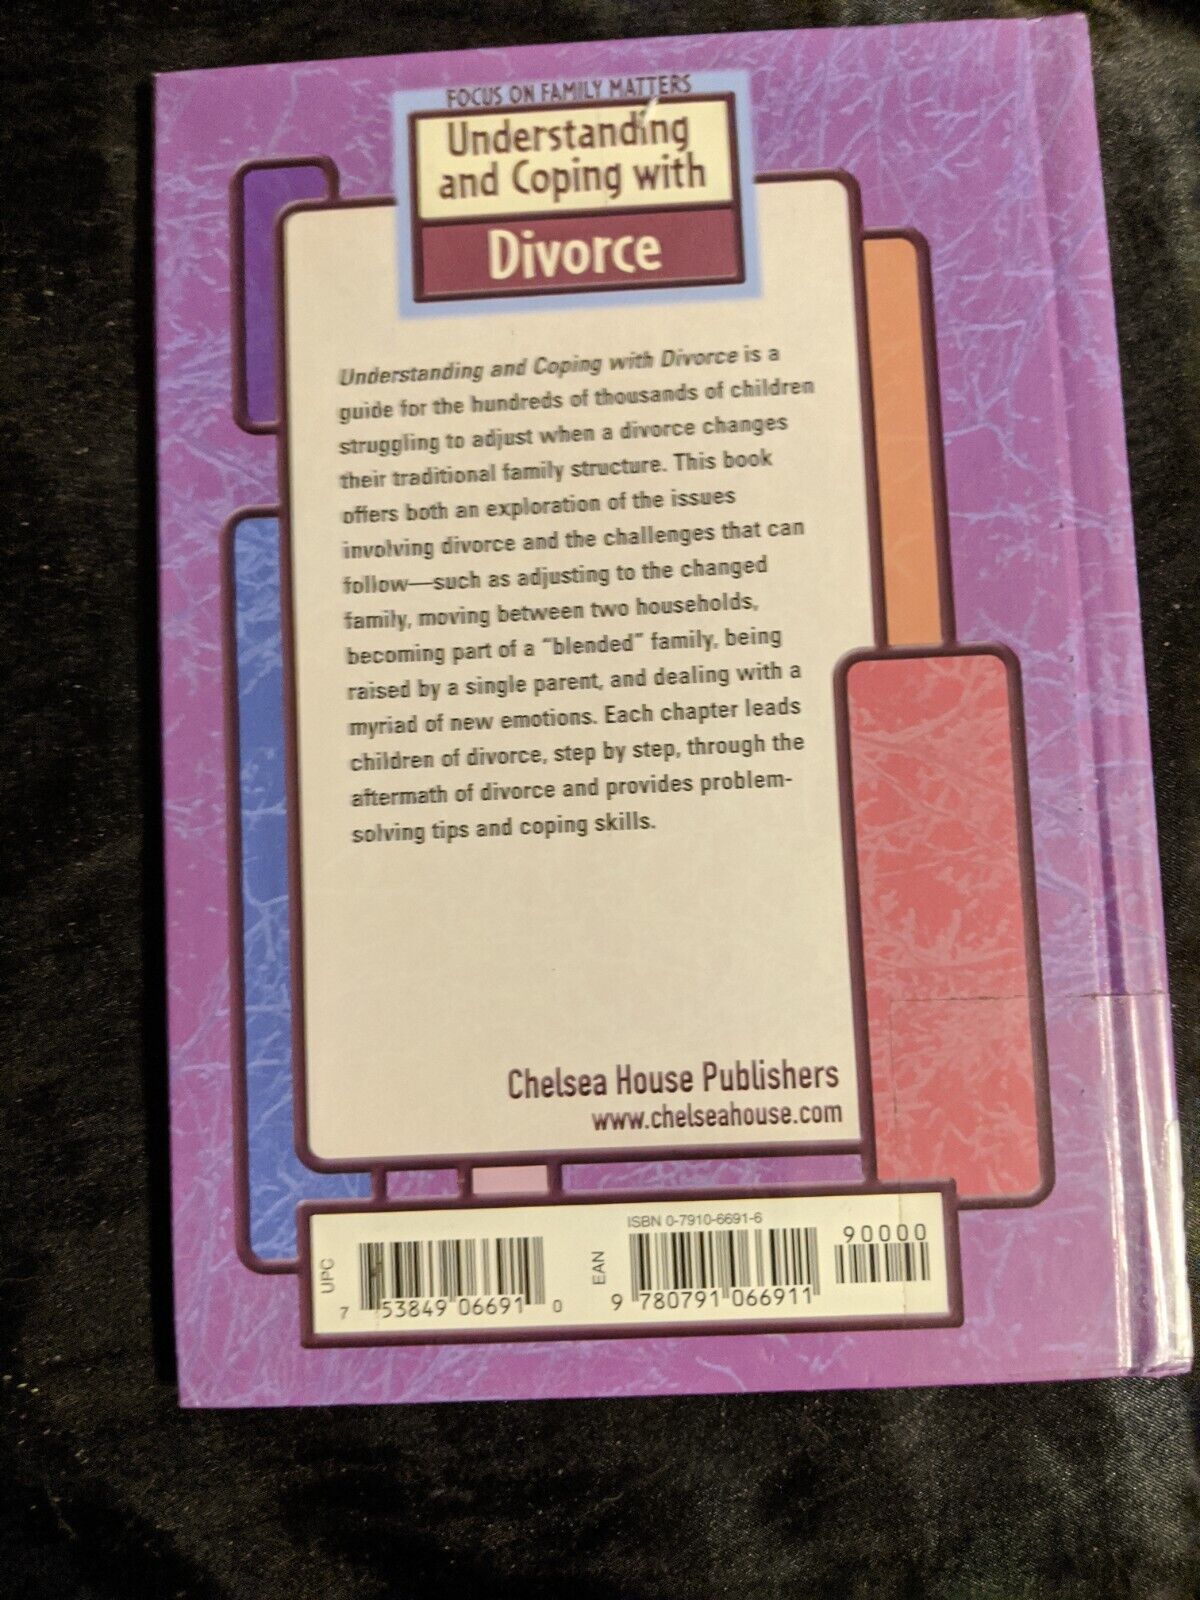 FOCUS ON FAMILY MATTERS
Understanding
and Coping with
Divorce
Understanding and Coping with Divorce is a
guide for the hundreds of thousands of children
struggling to adjust when a divorce changes
their traditional family structure. This book
offers both an exploration of the issues
involving divorce and the challenges that can
follow—such as adjusting to the changed
family, moving between two households,
becoming part of a "blended" family, being
raised by a single parent, and dealing with a
myriad of new emotions. Each chapter leads
children of divorce, step by step, through the
aftermath of divorce and provides problem-
solving tips and coping skills.
Chelsea House Publishers
www.chelseahouse.com
UPC
7 53849 06691 0
ISBN 0-7910-6691-6
EAN
9 780791 066911
90000